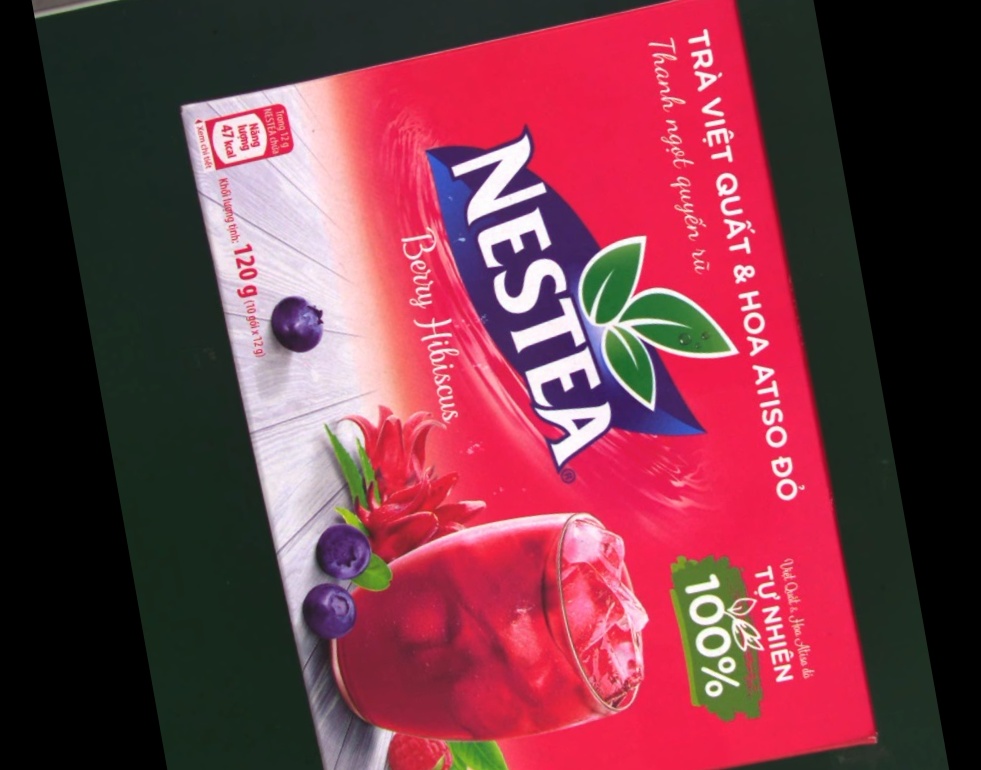 TRÀ VIỆT QUẤT & HOA ATISO ĐỎ
Thanh ngọt quyến rũ
NESTEA®
Berry Hibiscus
Việt Quất & Hoa Atiso đỏ
TỰ NHIÊN
100%
Trong 12 g
NESTEA chứa
Năng
lượng
47 kcal
Xem chi tiết
Khối lượng tịnh: 120 g (10 gói x 12 g)